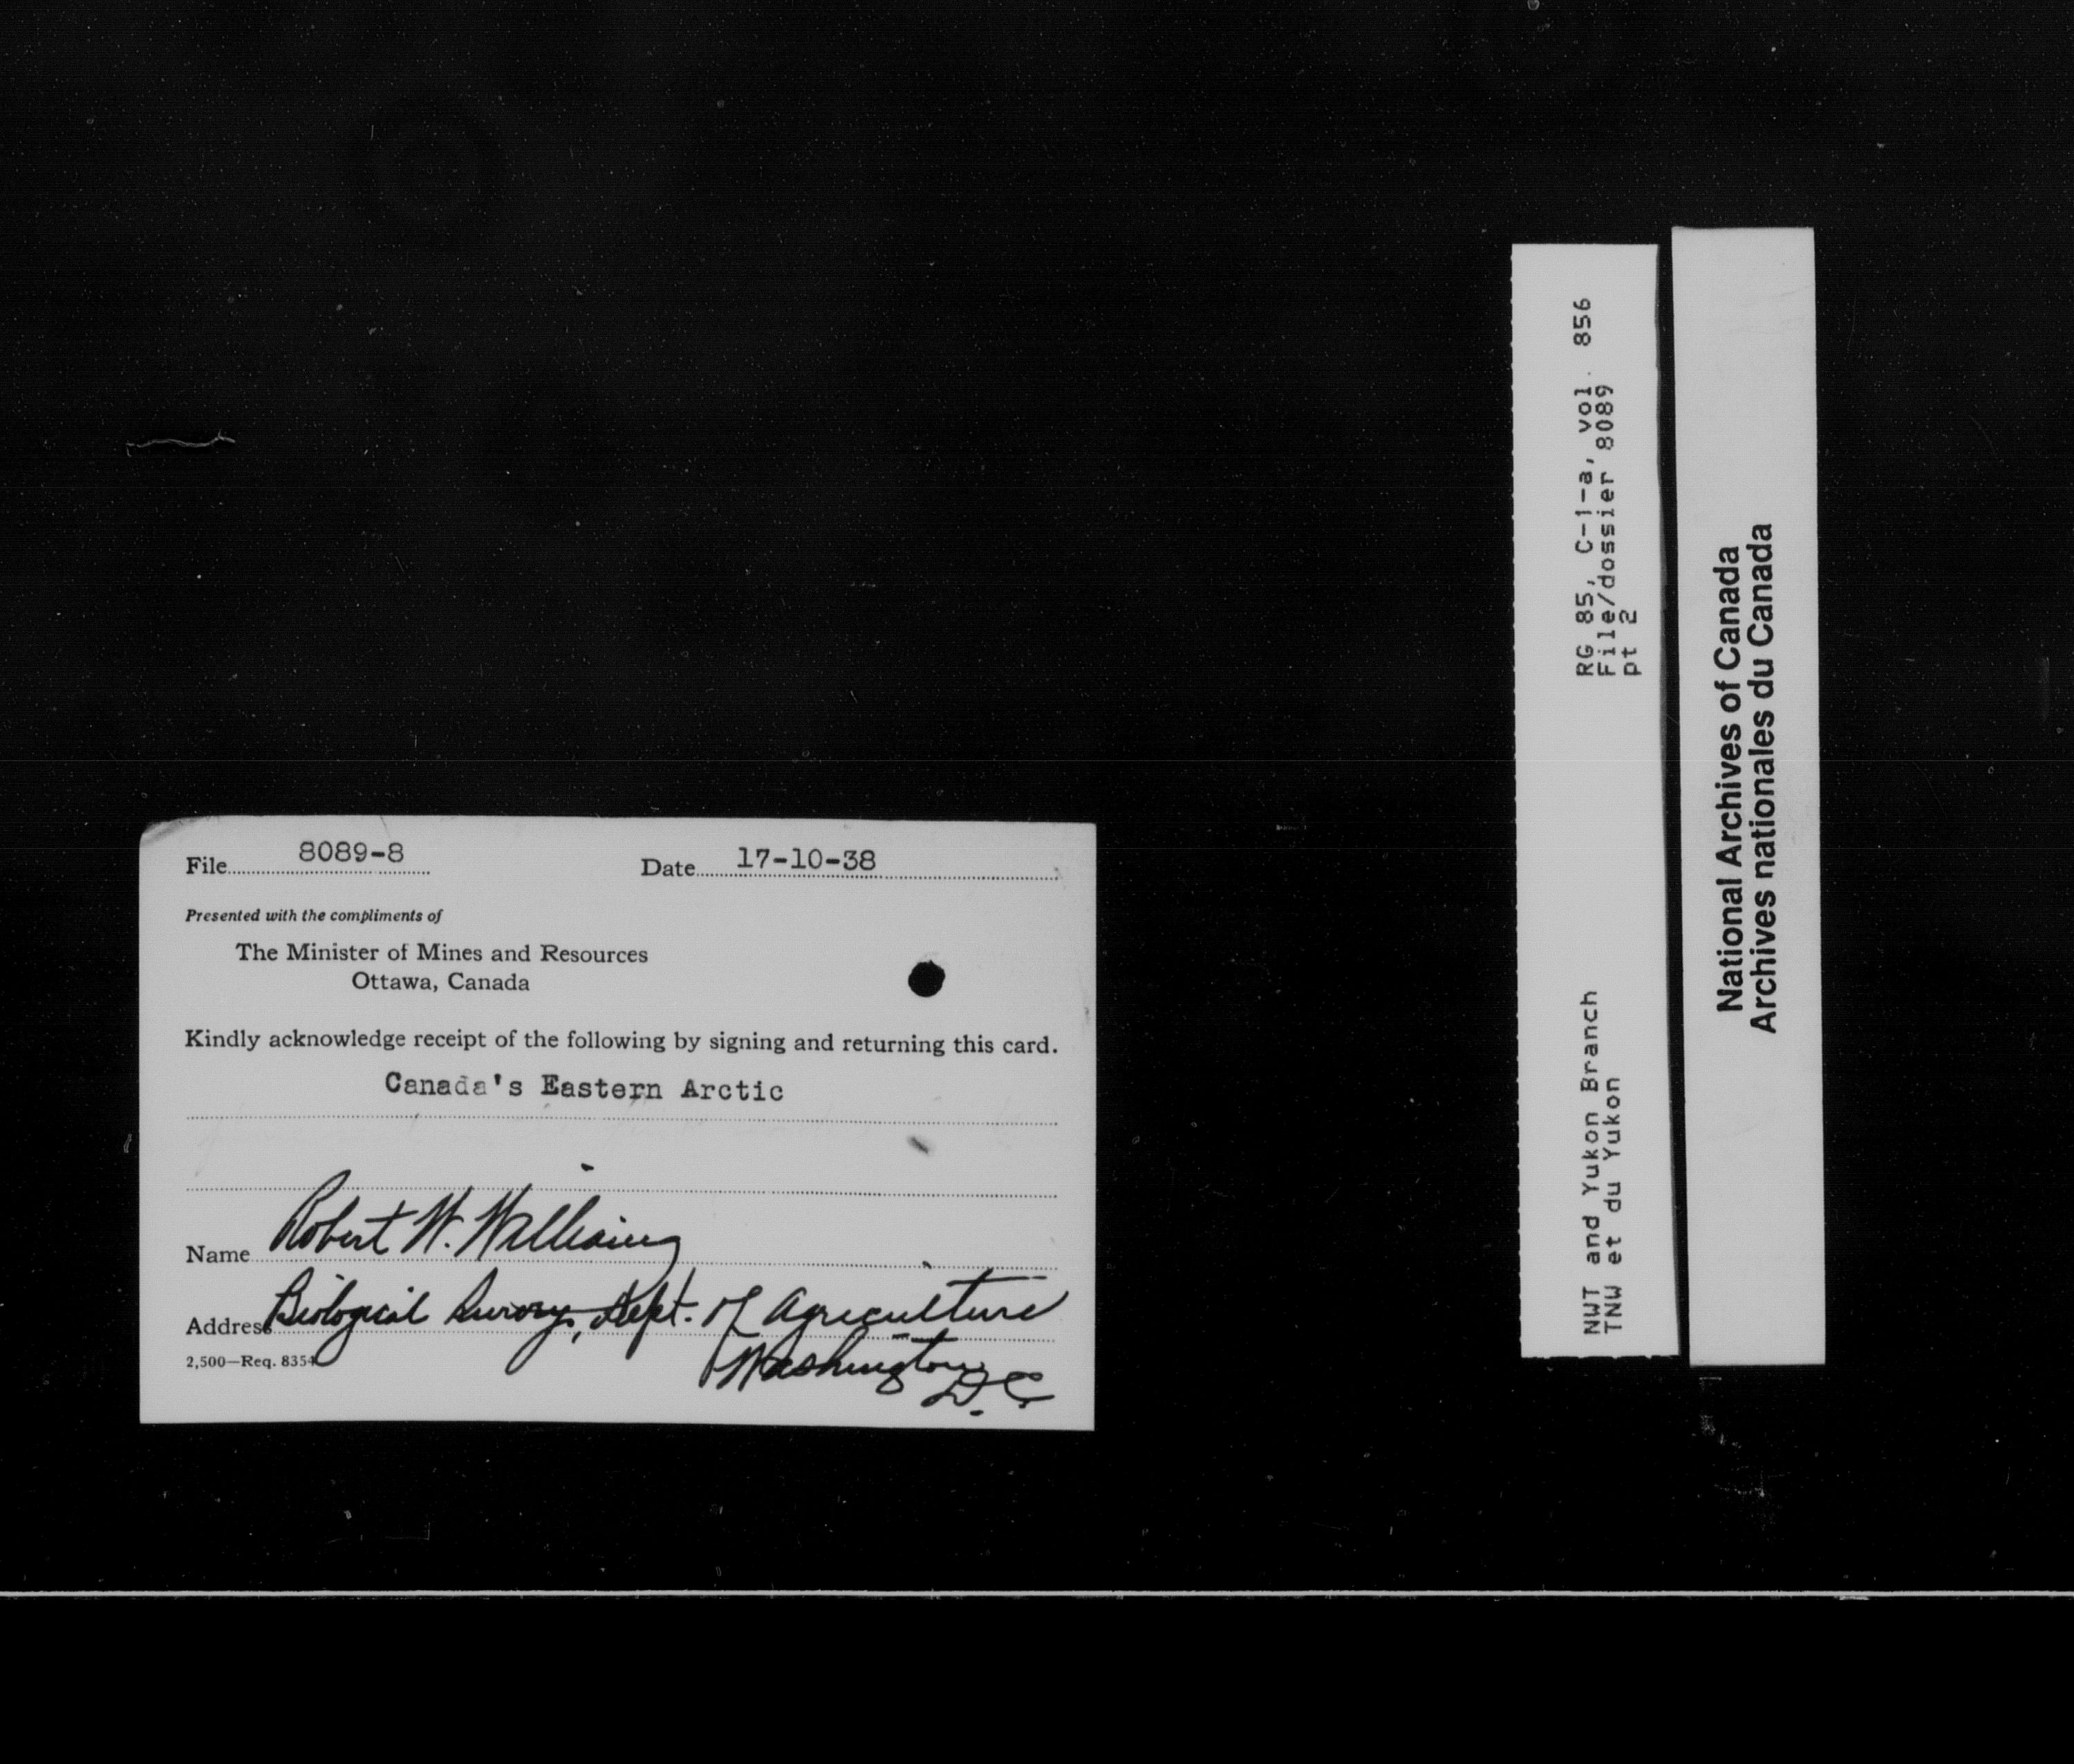 File 8089-8 Date 17-10-38
Presented with the compliments of
The Minister of Mines and Resources
Ottawa, Canada
Kindly acknowledge receipt of the following by signing and returning this card.
Canada's Eastern Arctic
Name Robert W. Williams
Address Biological Survey, Dept. of Agriculture
2,500—Req. 8354
Washington
D.C.
RG 85, C-1-a, vol. 856
File/dossier 8089
pt 2
NWT and Yukon Branch
TNW et du Yukon
National Archives of Canada
Archives nationales du Canada